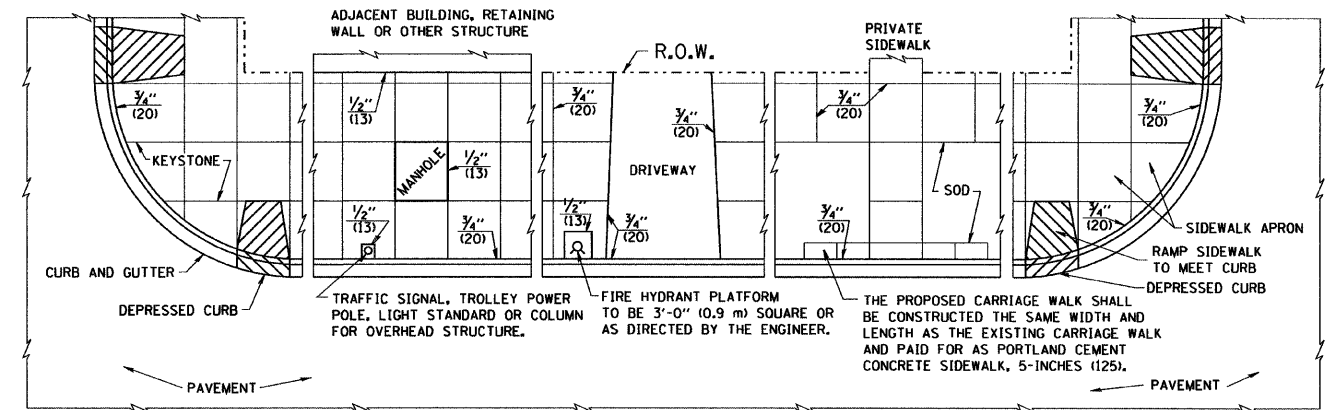 ADJACENT BUILDING, RETAINING
WALL OR OTHER STRUCTURE
R.O.W.
PRIVATE
SIDEWALK
3/4"
(20)
1/2"
(13)
3/4"
(20)
3/4"
(20)
3/4"
(20)
3/4"
(20)
KEYSTONE
MANHOLE
1/2"
(13)
DRIVEWAY
SOD
1/2"
(13)
3/4"
(20)
1/2"
(13)
3/4"
(20)
3/4"
(20)
3/4"
(20)
SIDEWALK APRON
RAMP SIDEWALK
TO MEET CURB
DEPRESSED CURB
CURB AND GUTTER
DEPRESSED CURB
TRAFFIC SIGNAL, TROLLEY POWER
POLE, LIGHT STANDARD OR COLUMN
FOR OVERHEAD STRUCTURE.
FIRE HYDRANT PLATFORM
TO BE 3'-0" (0.9 m) SQUARE OR
AS DIRECTED BY THE ENGINEER.
THE PROPOSED CARRIAGE WALK SHALL
BE CONSTRUCTED THE SAME WIDTH AND
LENGTH AS THE EXISTING CARRIAGE WALK
AND PAID FOR AS PORTLAND CEMENT
CONCRETE SIDEWALK, 5-INCHES (125).
PAVEMENT
PAVEMENT